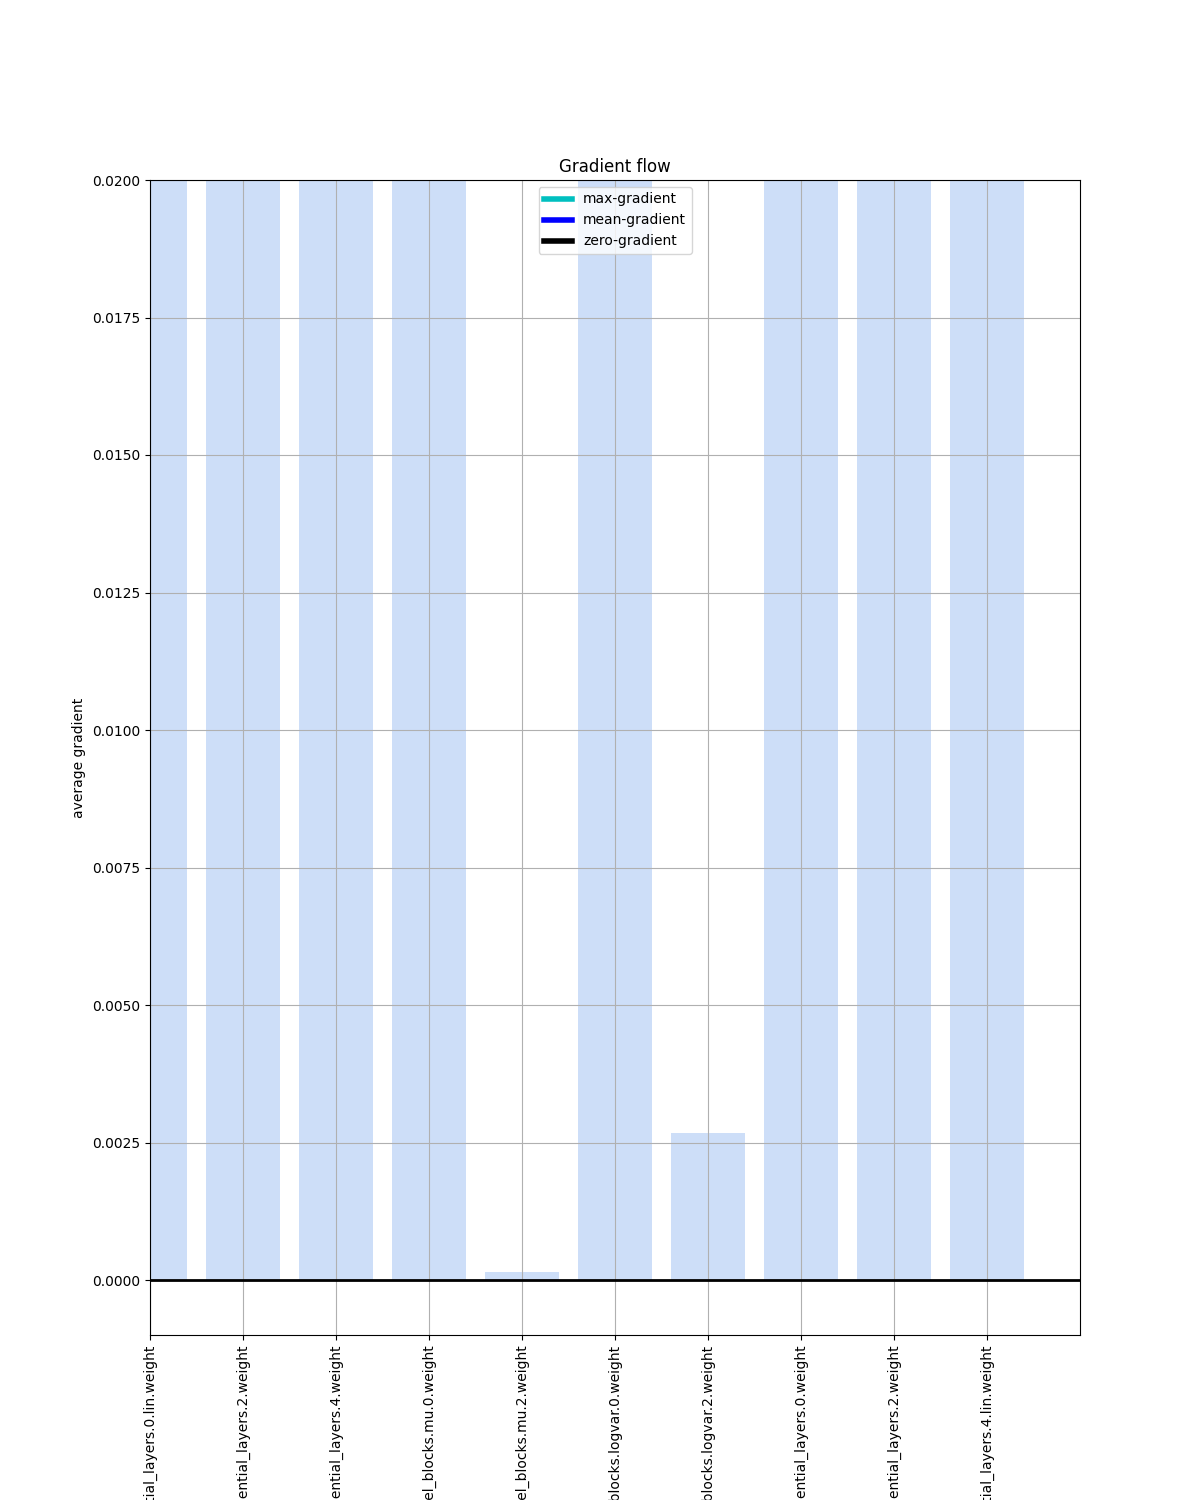 Gradient flow
max-gradient
mean-gradient
zero-gradient
average gradient
0.0200
0.0175
0.0150
0.0125
0.0100
0.0075
0.0050
0.0025
0.0000
tial_layers.0.lin.weight
ential_layers.2.weight
ential_layers.4.weight
el_blocks.mu.0.weight
el_blocks.mu.2.weight
blocks.logvar.0.weight
blocks.logvar.2.weight
ential_layers.0.weight
ential_layers.2.weight
tial_layers.4.lin.weight